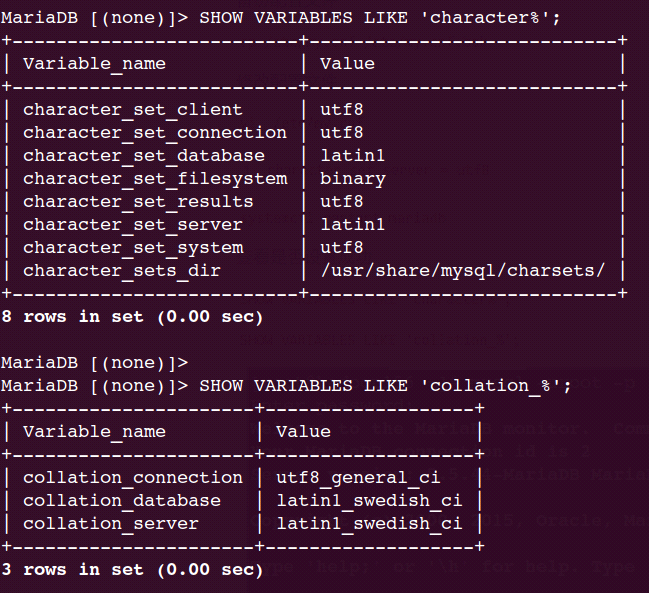 MariaDB [(none)]> SHOW VARIABLES LIKE 'character%';
+--------------------------+----------------------------+
| Variable_name            | Value                      |
+--------------------------+----------------------------+
| character_set_client     | utf8                       |
| character_set_connection | utf8                       |
| character_set_database   | latin1                     |
| character_set_filesystem | binary                     |
| character_set_results    | utf8                       |
| character_set_server     | latin1                     |
| character_set_system     | utf8                       |
| character_sets_dir       | /usr/share/mysql/charsets/ |
+--------------------------+----------------------------+
8 rows in set (0.00 sec)
MariaDB [(none)]>
MariaDB [(none)]> SHOW VARIABLES LIKE 'collation_%';
+----------------------+-------------------+
| Variable_name        | Value             |
+----------------------+-------------------+
| collation_connection | utf8_general_ci   |
| collation_database   | latin1_swedish_ci |
| collation_server     | latin1_swedish_ci |
+----------------------+-------------------+
3 rows in set (0.00 sec)